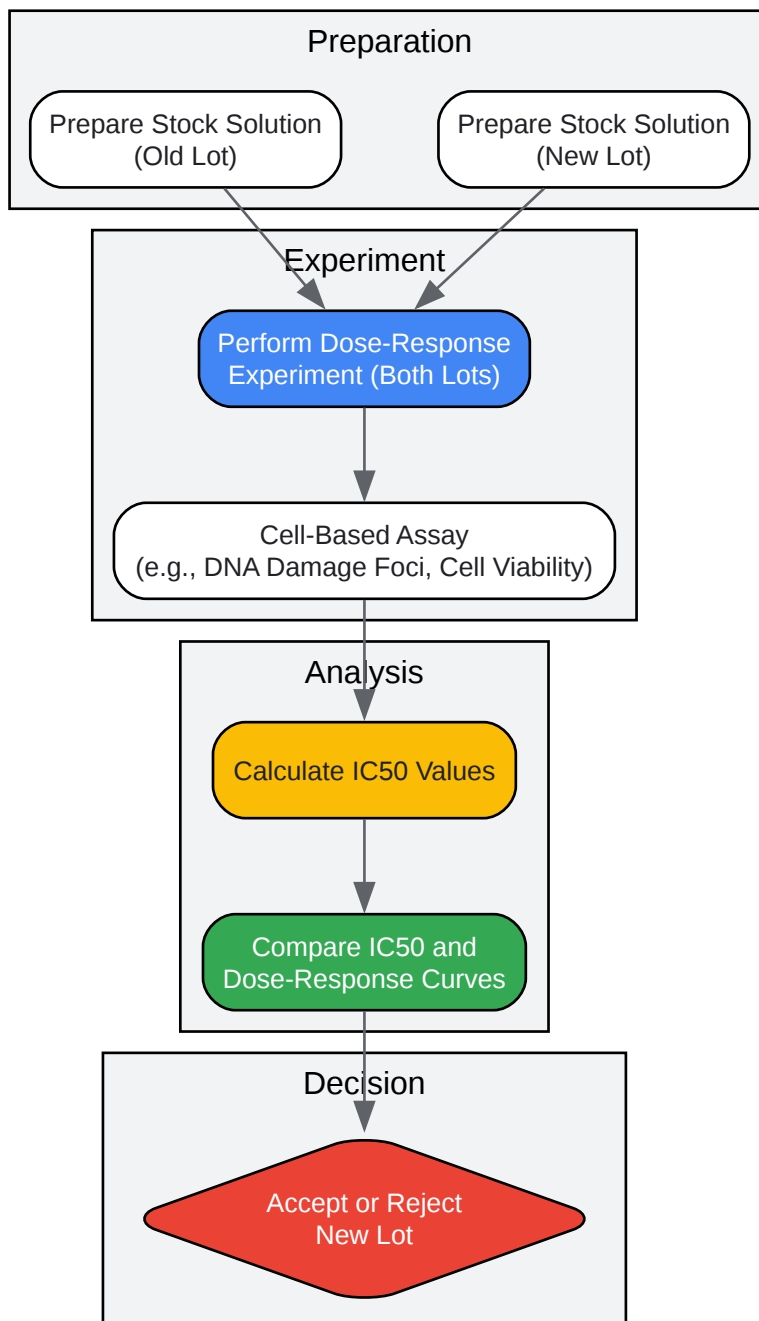 Preparation
Prepare Stock Solution
(Old Lot)
Prepare Stock Solution
(New Lot)
Experiment
Perform Dose-Response
Experiment (Both Lots)
Cell-Based Assay
(e.g., DNA Damage Foci, Cell Viability)
Analysis
Calculate IC50 Values
Compare IC50 and
Dose-Response Curves
Decision
Accept or Reject
New Lot